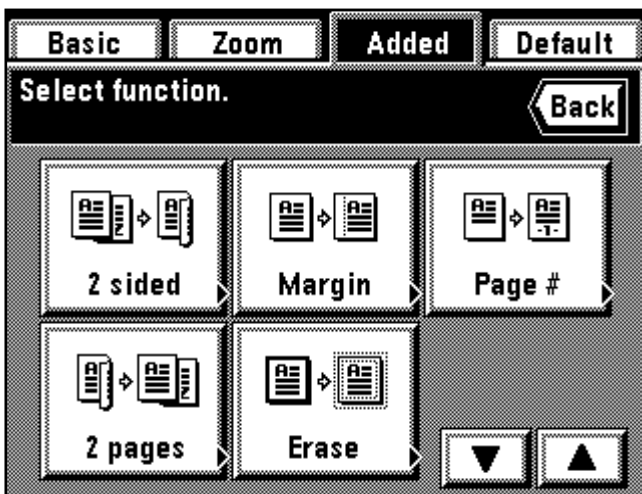 Basic Zoom Added Default
Select function.
Back
2 sided Margin Page #
2 pages Erase